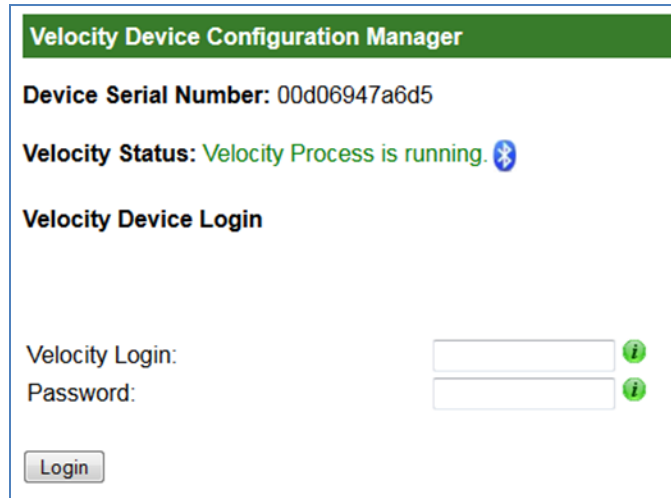 Velocity Device Configuration Manager
Device Serial Number: 00d06947a6d5
Velocity Status: Velocity Process is running.
Velocity Device Login
Velocity Login:
i
Password:
i
Login